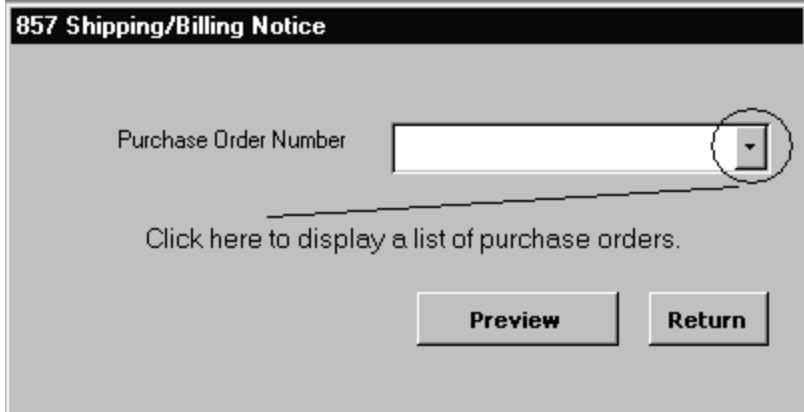 857 Shipping/Billing Notice
Purchase Order Number
Click here to display a list of purchase orders.
Preview Return